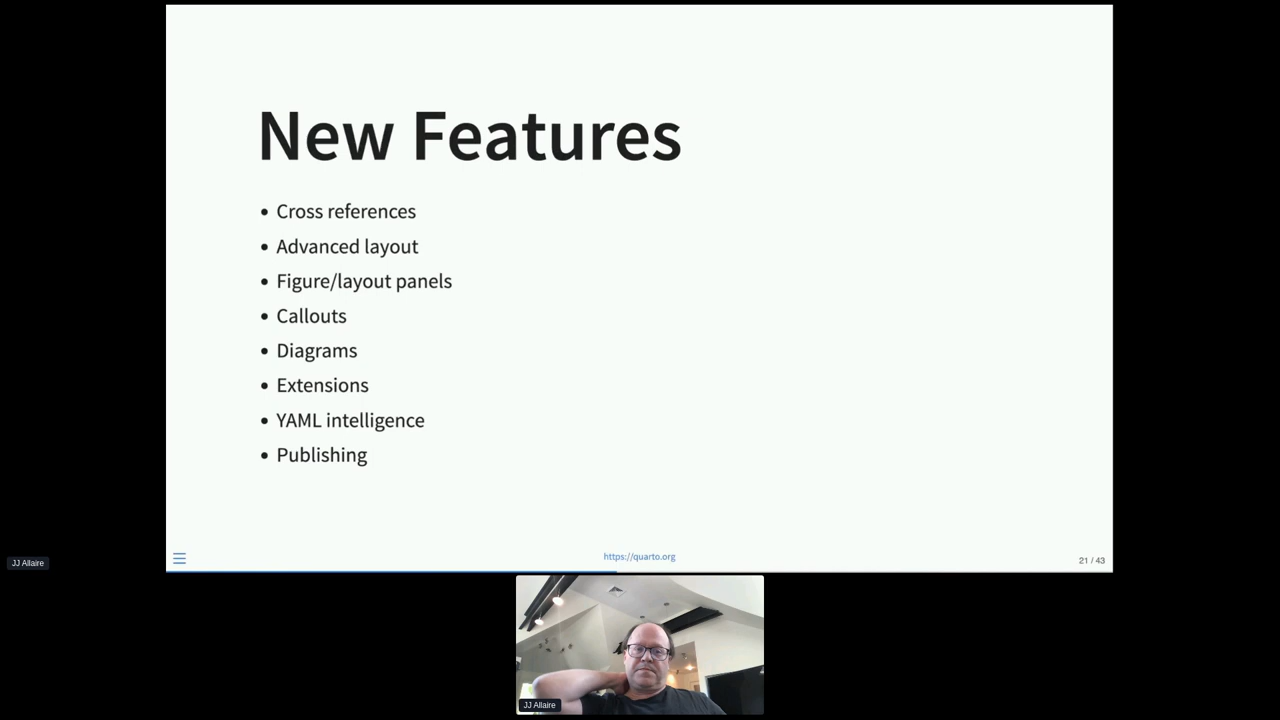 New Features
Cross references
Advanced layout
Figure/layout panels
Callouts
Diagrams
Extensions
YAML intelligence
Publishing
https://quarto.org
21 / 43
JJ Allaire
JJ Allaire